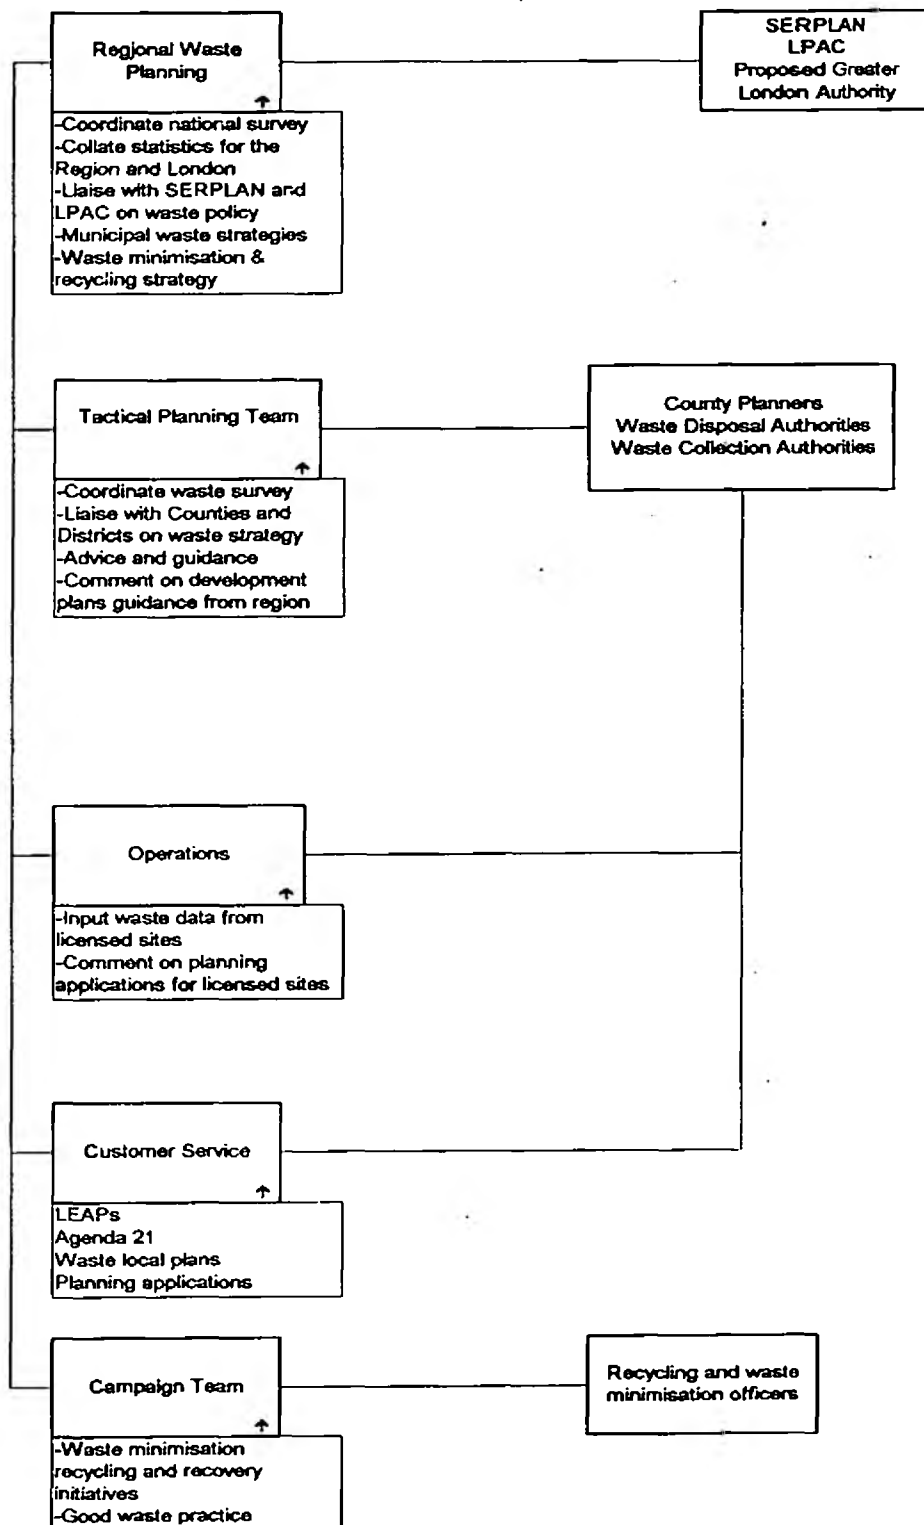 Regional Waste
Planning
SERPLAN
LPAC
Proposed Greater
London Authority
-Coordinate national survey
-Collate statistics for the
Region and London
-Liaise with SERPLAN and
LPAC on waste policy
-Municipal waste strategies
-Waste minimisation &
recycling strategy
Tactical Planning Team
County Planners
Waste Disposal Authorities
Waste Collection Authorities
-Coordinate waste survey
-Liaise with Counties and
Districts on waste strategy
-Advice and guidance
-Comment on development
plans guidance from region
Operations
-Input waste data from
licensed sites
-Comment on planning
applications for licensed sites
Customer Service
LEAPs
Agenda 21
Waste local plans
Planning applications
Campaign Team
Recycling and waste
minimisation officers
-Waste minimisation
recycling and recovery
initiatives
-Good waste practice